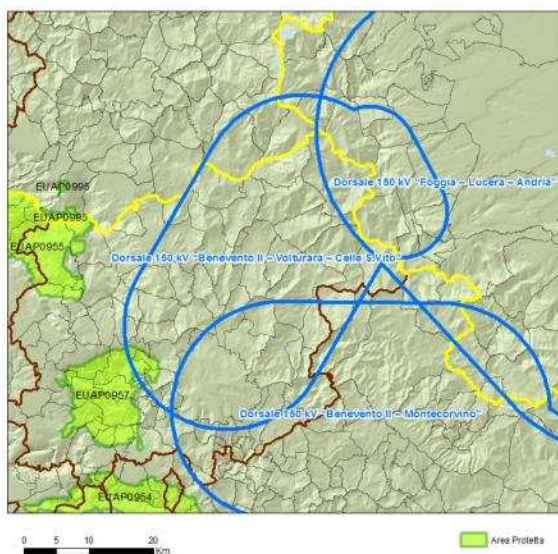 EUAP0995
Dorsale 150 kV "Foggia – Lucera – Andria"
EUAP0995
EUAP0955
Dorsale 150 kV "Benevento II – Volturara – Celle S.Vito"
EUAP0957
Dorsale 150 kV "Benevento II – Montecorvino"
EUAP0954
0 5 10 20
Km
Area Protetta